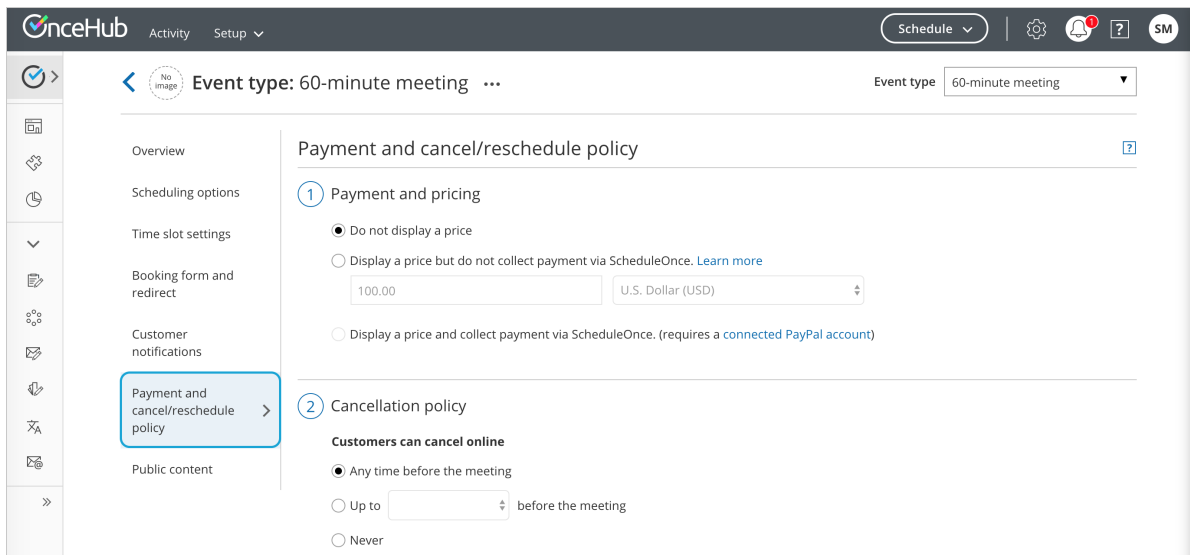 OnceHub Activity Setup Schedule 1 ? SM
No image Event type: 60-minute meeting ... Event type 60-minute meeting
Overview
Scheduling options
Time slot settings
Booking form and
redirect
Customer
notifications
Payment and
cancel/reschedule
policy
Public content
Payment and cancel/reschedule policy ?
1 Payment and pricing
Do not display a price
Display a price but do not collect payment via ScheduleOnce. Learn more
100.00 U.S. Dollar (USD)
Display a price and collect payment via ScheduleOnce. (requires a connected PayPal account)
2 Cancellation policy
Customers can cancel online
Any time before the meeting
Up to before the meeting
Never